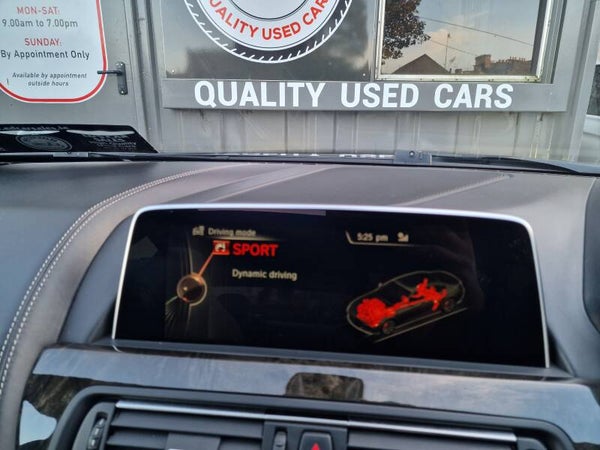 MON-SAT:
9.00am to 7.00pm
SUNDAY:
By Appointment Only
Available by appointment
outside hours
QUALITY USED CARS
QUALITY USED CARS
Driving mode
SPORT
5:25 pm
Dynamic driving